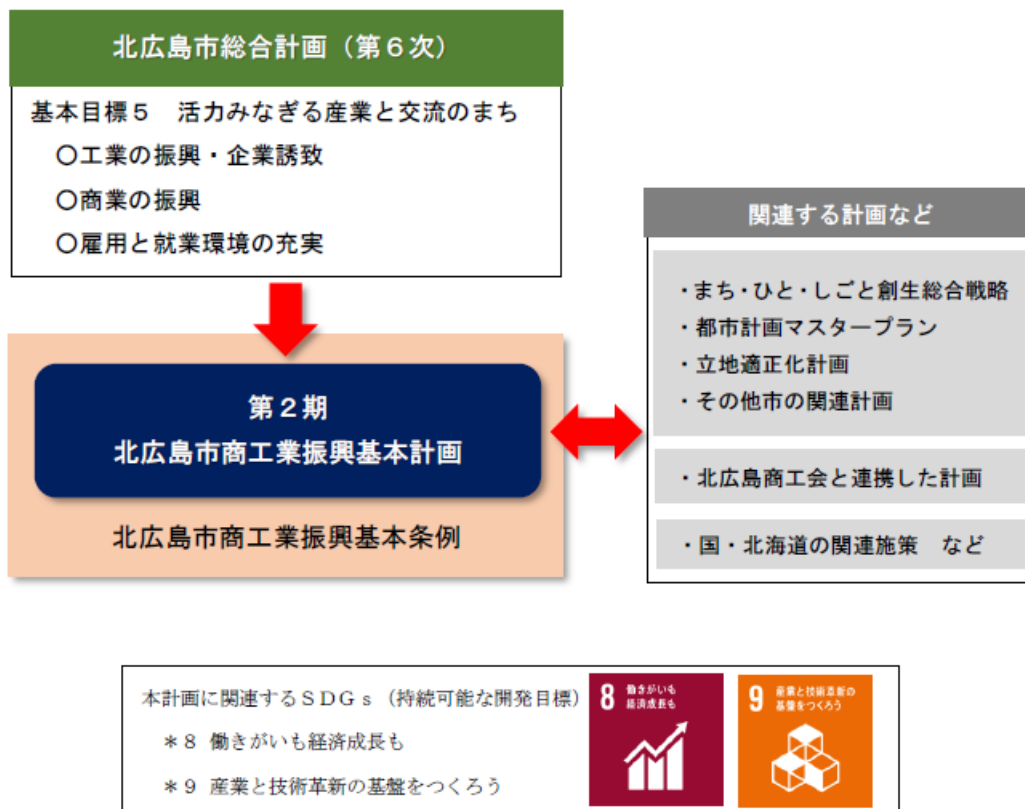 北広島市総合計画（第６次）
基本目標５　活力みなぎる産業と交流のまち
〇工業の振興・企業誘致
〇商業の振興
〇雇用と就業環境の充実
関連する計画など
・まち・ひと・しごと創生総合戦略
・都市計画マスタープラン
・立地適正化計画
・その他市の関連計画
・北広島商工会と連携した計画
・国・北海道の関連施策　など
第２期
北広島市商工業振興基本計画
北広島市商工業振興基本条例
本計画に関連するＳＤＧｓ（持続可能な開発目標）
＊８ 働きがいも経済成長も
＊９ 産業と技術革新の基盤をつくろう
8 働きがいも
経済成長も
9 産業と技術革新の
基盤をつくろう